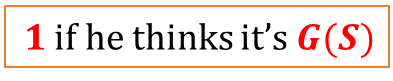 1 if he thinks it's G(S)